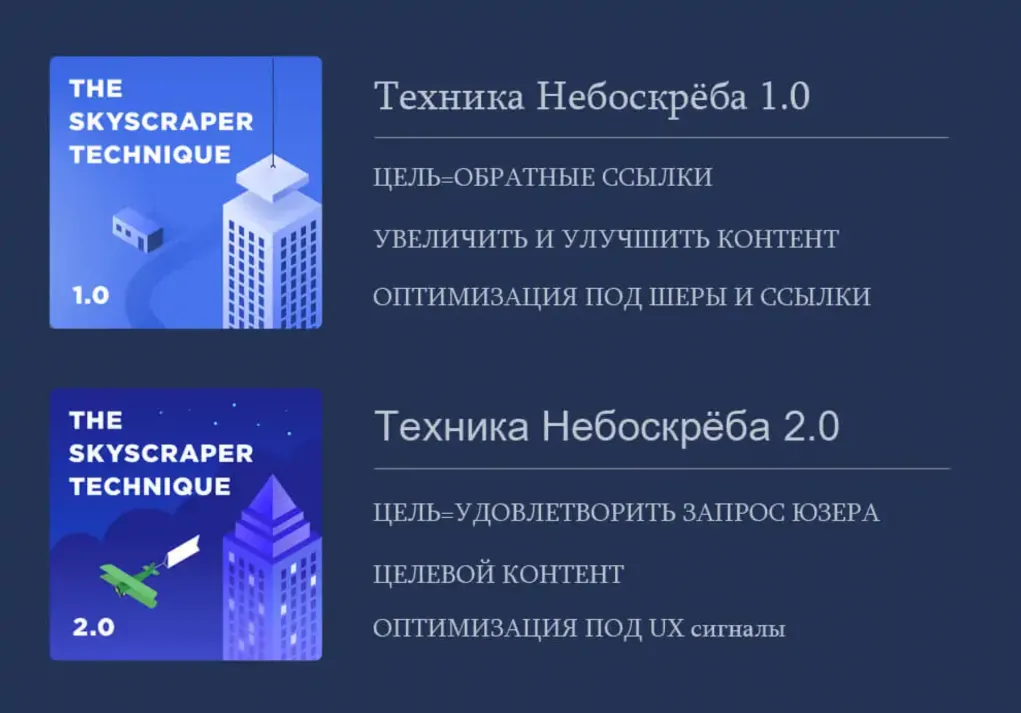 THE
SKYSCRAPER
TECHNIQUE
1.0
Техника Небоскрёба 1.0
ЦЕЛЬ=ОБРАТНЫЕ ССЫЛКИ
УВЕЛИЧИТЬ И УЛУЧШИТЬ КОНТЕНТ
ОПТИМИЗАЦИЯ ПОД ШЕРЫ И ССЫЛКИ
THE
SKYSCRAPER
TECHNIQUE
2.0
Техника Небоскрёба 2.0
ЦЕЛЬ=УДОВЛЕТВОРИТЬ ЗАПРОС ЮЗЕРА
ЦЕЛЕВОЙ КОНТЕНТ
ОПТИМИЗАЦИЯ ПОД UX сигналы